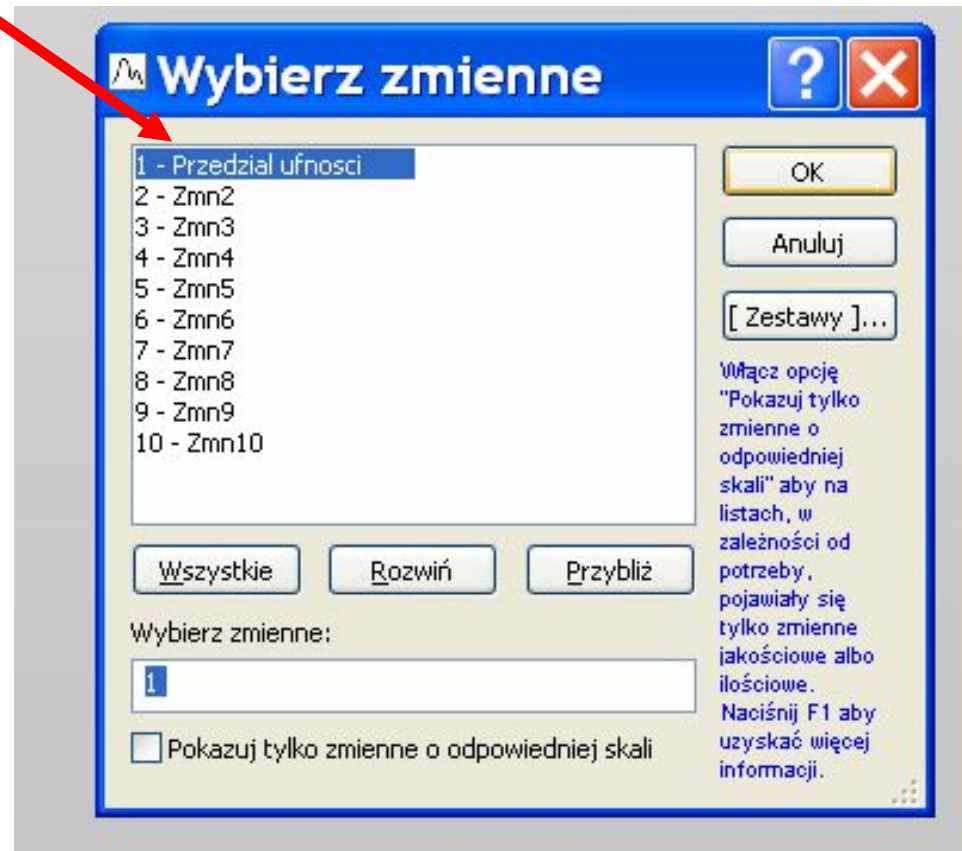 Wybierz zmienne
?
1 - Przedzial ufnosci
2 - Zmn2
3 - Zmn3
4 - Zmn4
5 - Zmn5
6 - Zmn6
7 - Zmn7
8 - Zmn8
9 - Zmn9
10 - Zmn10
OK
Anuluj
[ Zestawy ]...
Włącz opcję
"Pokazuj tylko
zmienne o
odpowiedniej
skali" aby na
listach, w
zależności od
potrzeby,
pojawiały się
tylko zmienne
jakościowe albo
ilościowe.
Naciśnij F1 aby
uzyskać więcej
informacji.
Wszystkie
Rozwiń
Przybliż
Wybierz zmienne:
1
Pokazuj tylko zmienne o odpowiedniej skali